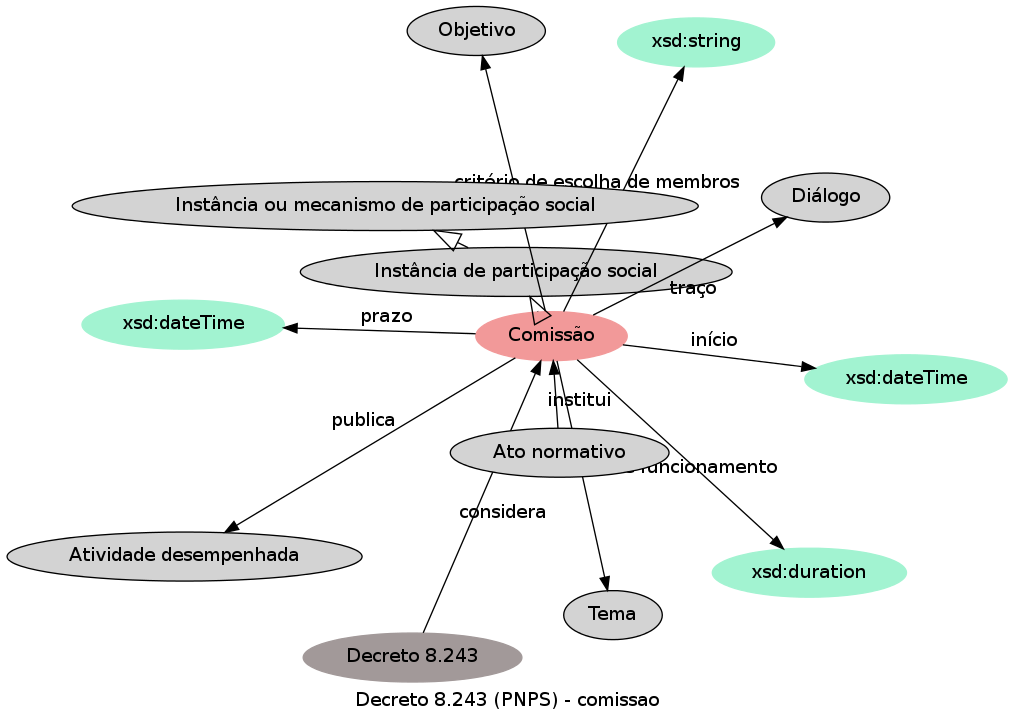 Objetivo
xsd:string
critério de escolha de membros
Diálogo
Instância ou mecanismo de participação social
Instância de participação social
traço
xsd:dateTime
prazo
Comissão
início
xsd:dateTime
publica
institui
Ato normativo
funcionamento
considera
Atividade desempenhada
xsd:duration
Tema
Decreto 8.243
Decreto 8.243 (PNPS) - comissao